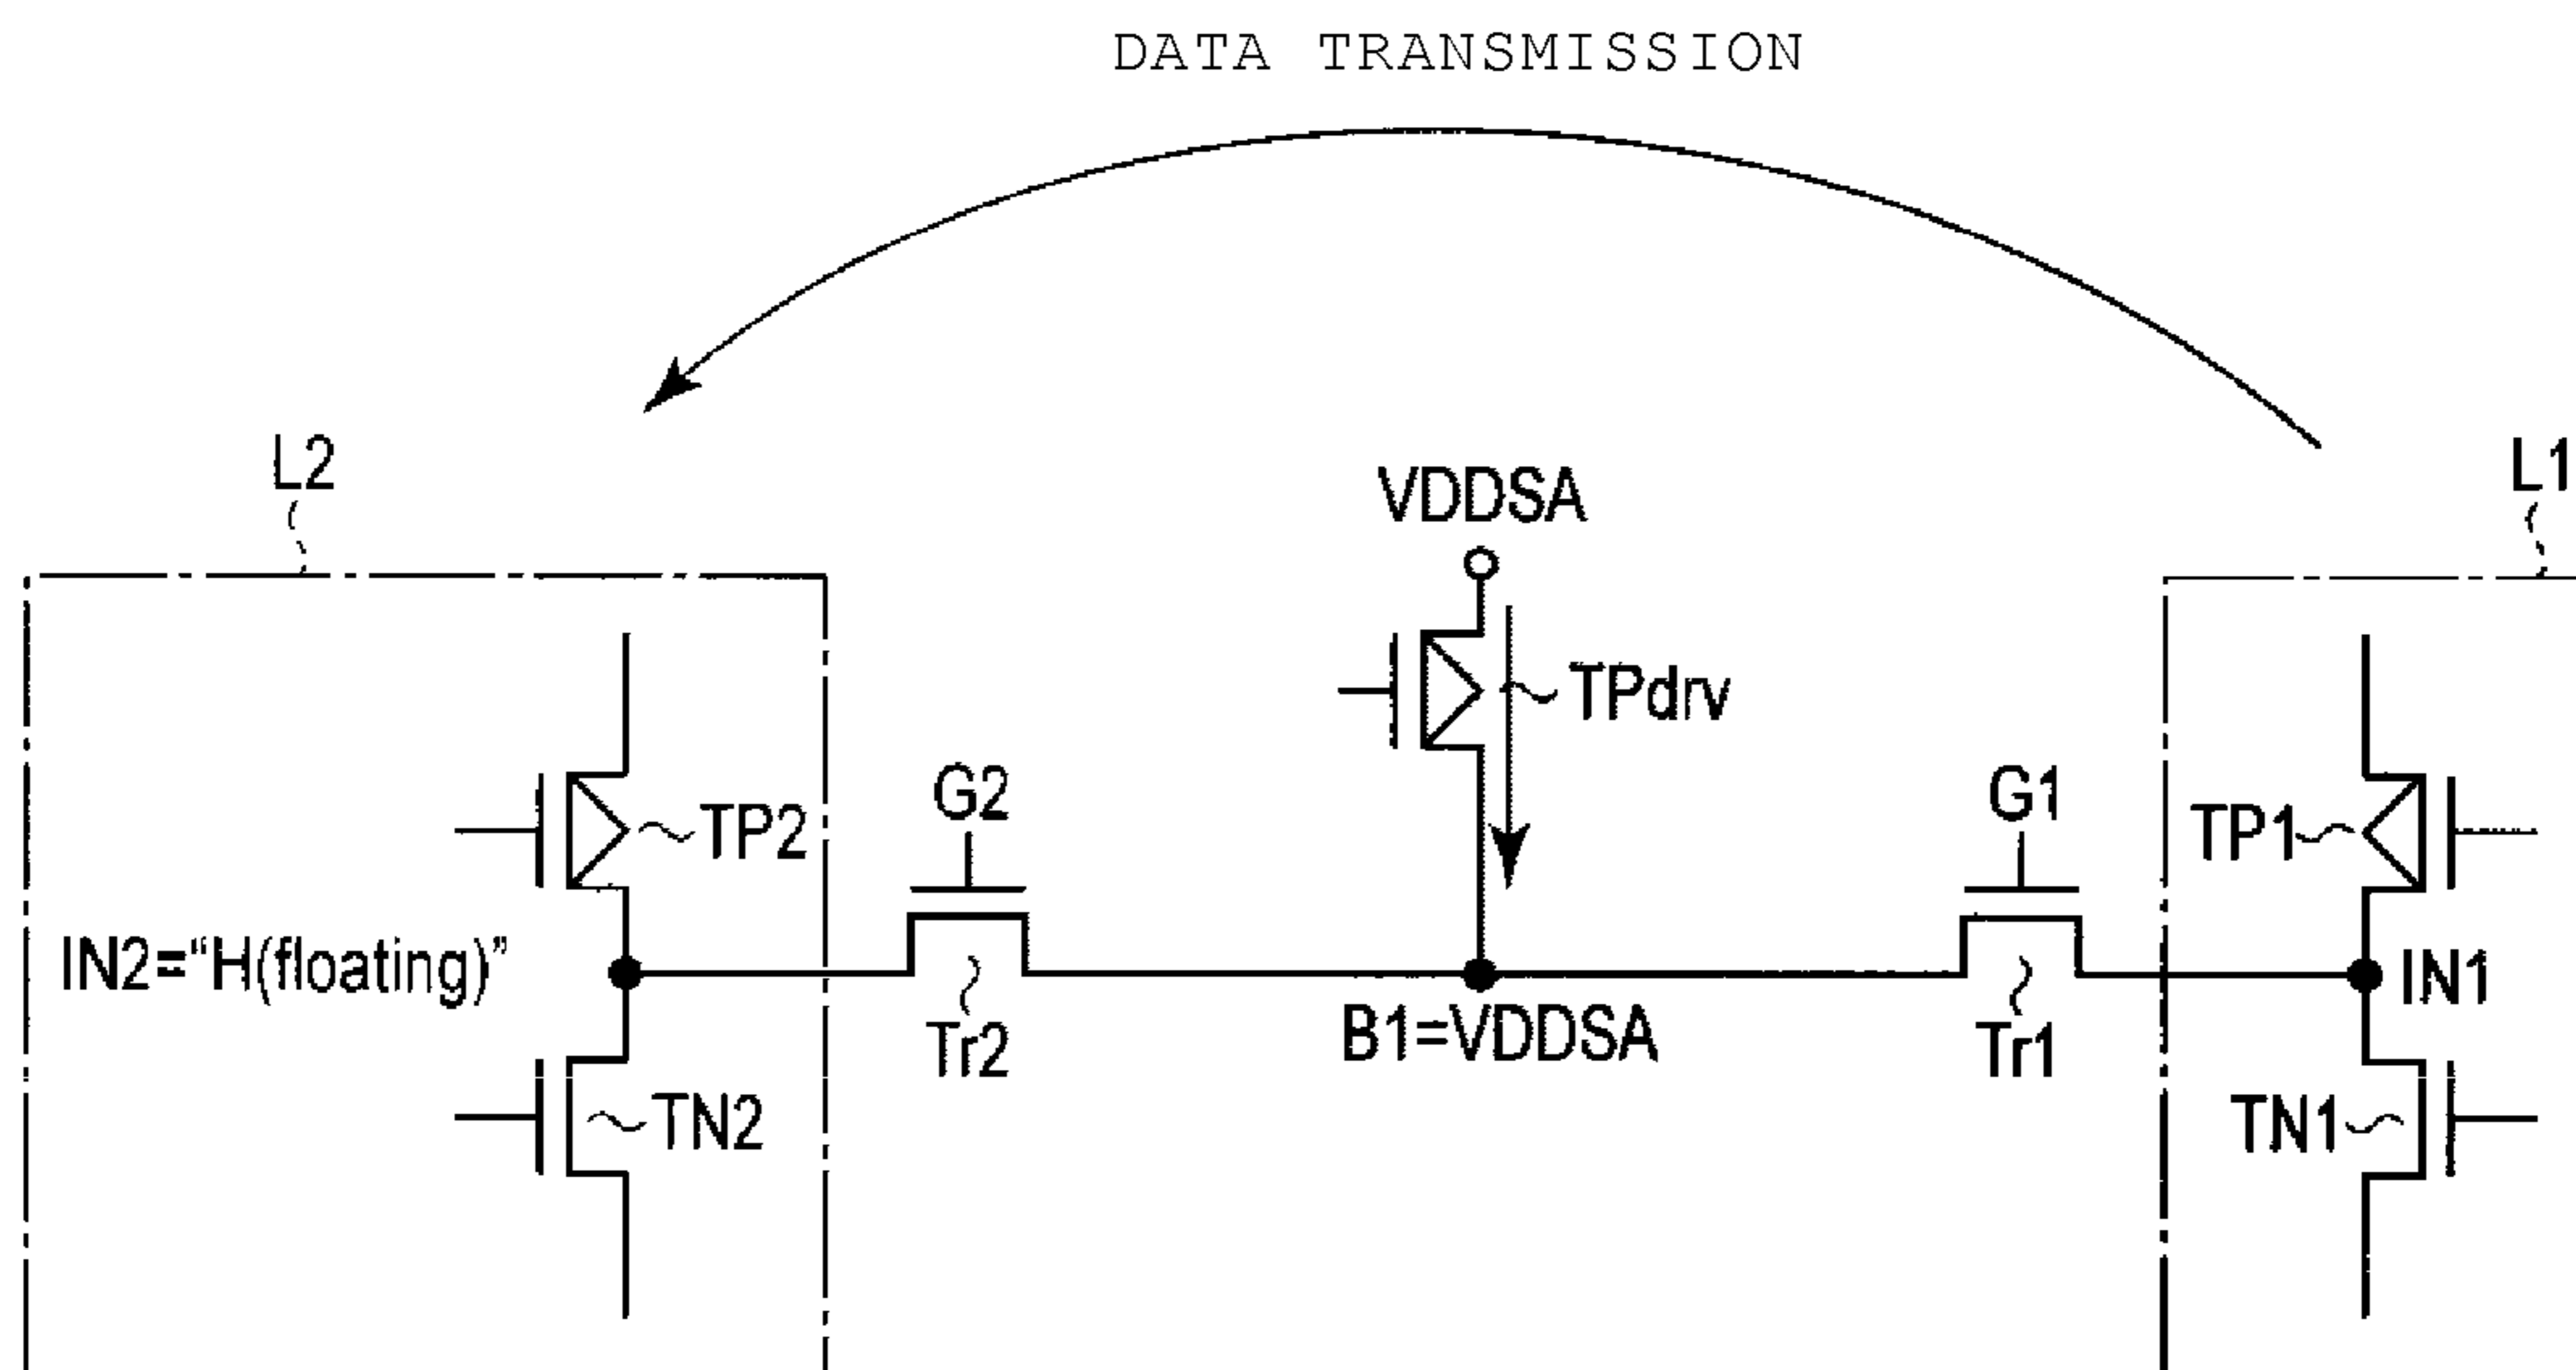 DATA TRANSMISSION
L2
L1
VDDSA
TPdrv
G2
G1
TP2
TP1
IN2="H(floating)"
IN1
Tr2
B1=VDDSA
Tr1
TN2
TN1